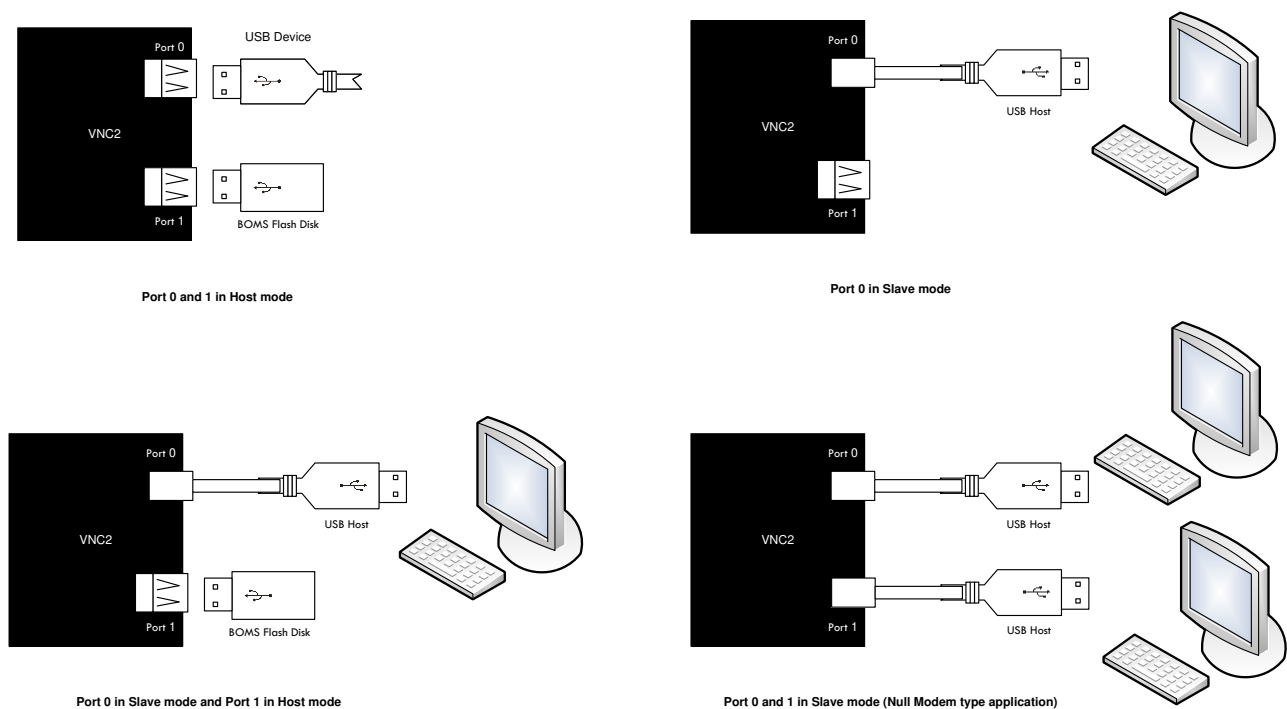 Port 0
USB Device
VNC2
Port 1
BOMS Flash Disk
Port 0 and 1 in Host mode
Port 0
USB Host
VNC2
Port 1
Port 0 in Slave mode
Port 0
USB Host
VNC2
Port 1
BOMS Flash Disk
Port 0 in Slave mode and Port 1 in Host mode
Port 0
USB Host
VNC2
Port 1
USB Host
Port 0 and 1 in Slave mode (Null Modem type application)